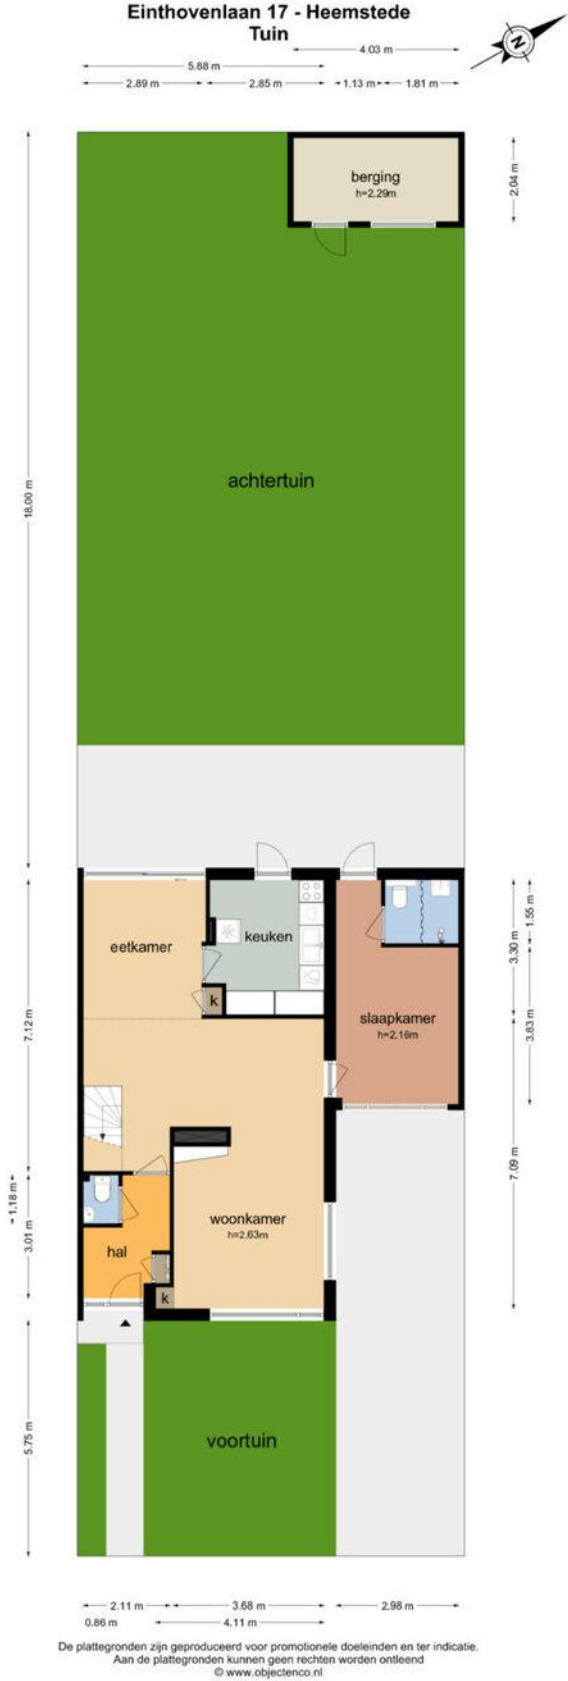 Einthovenlaan 17 - Heemstede
Tuin
4.03 m
5.88 m
2.89 m
2.85 m
1.13 m
1.81 m
N
berging
h=2.29m
2.04 m
18.00 m
achtertuin
eetkamer
keuken
k
slaapkamer
h=2.16m
1.55 m
3.30 m
3.83 m
7.12 m
7.09 m
1.18 m
3.01 m
hal
woonkamer
h=2.63m
k
voortuin
5.75 m
2.11 m
3.68 m
2.98 m
0.86 m
4.11 m
De plattegronden zijn geproduceerd voor promotionele doeleinden en ter indicatie.
Aan de plattegronden kunnen geen rechten worden ontleend
© www.objectenco.nl